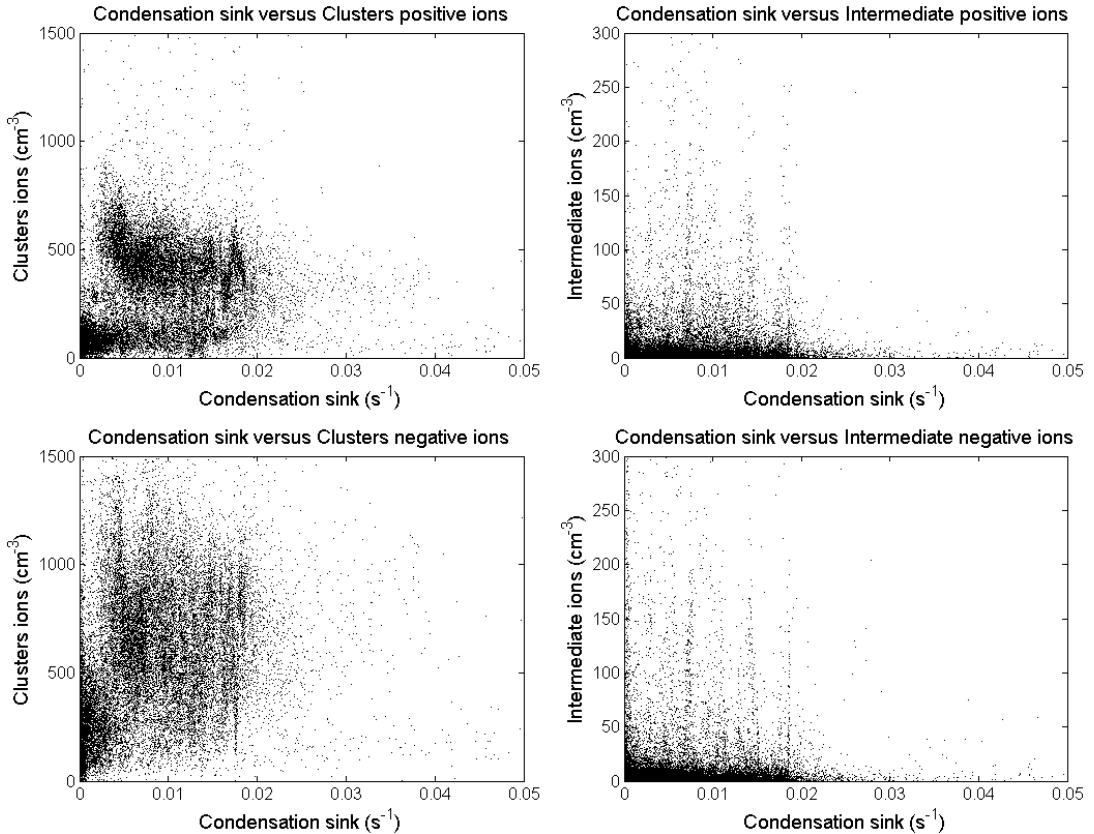 Condensation sink versus Clusters positive ions
1500
1000
500
0
Clusters ions (cm⁻³)
0 0.01 0.02 0.03 0.04 0.05
Condensation sink (s⁻¹)
Condensation sink versus Intermediate positive ions
300
250
200
150
100
50
0
Intermediate ions (cm⁻³)
0 0.01 0.02 0.03 0.04 0.05
Condensation sink (s⁻¹)
Condensation sink versus Clusters negative ions
1500
1000
500
0
Clusters ions (cm⁻³)
0 0.01 0.02 0.03 0.04 0.05
Condensation sink (s⁻¹)
Condensation sink versus Intermediate negative ions
300
250
200
150
100
50
0
Intermediate ions (cm⁻³)
0 0.01 0.02 0.03 0.04 0.05
Condensation sink (s⁻¹)